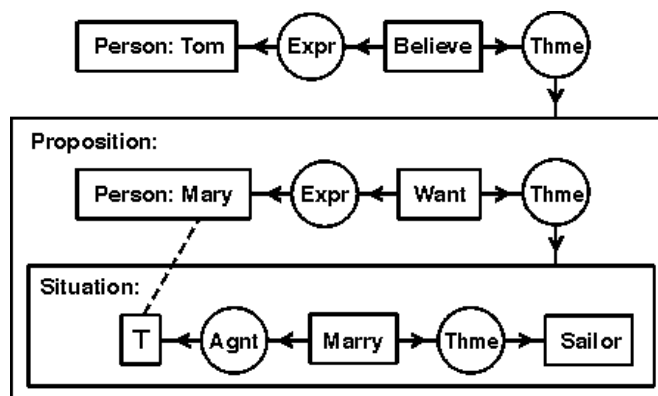 Person: Tom Expr Believe Thme
Proposition:
Person: Mary Expr Want Thme
Situation:
T Agnt Marry Thme Sailor